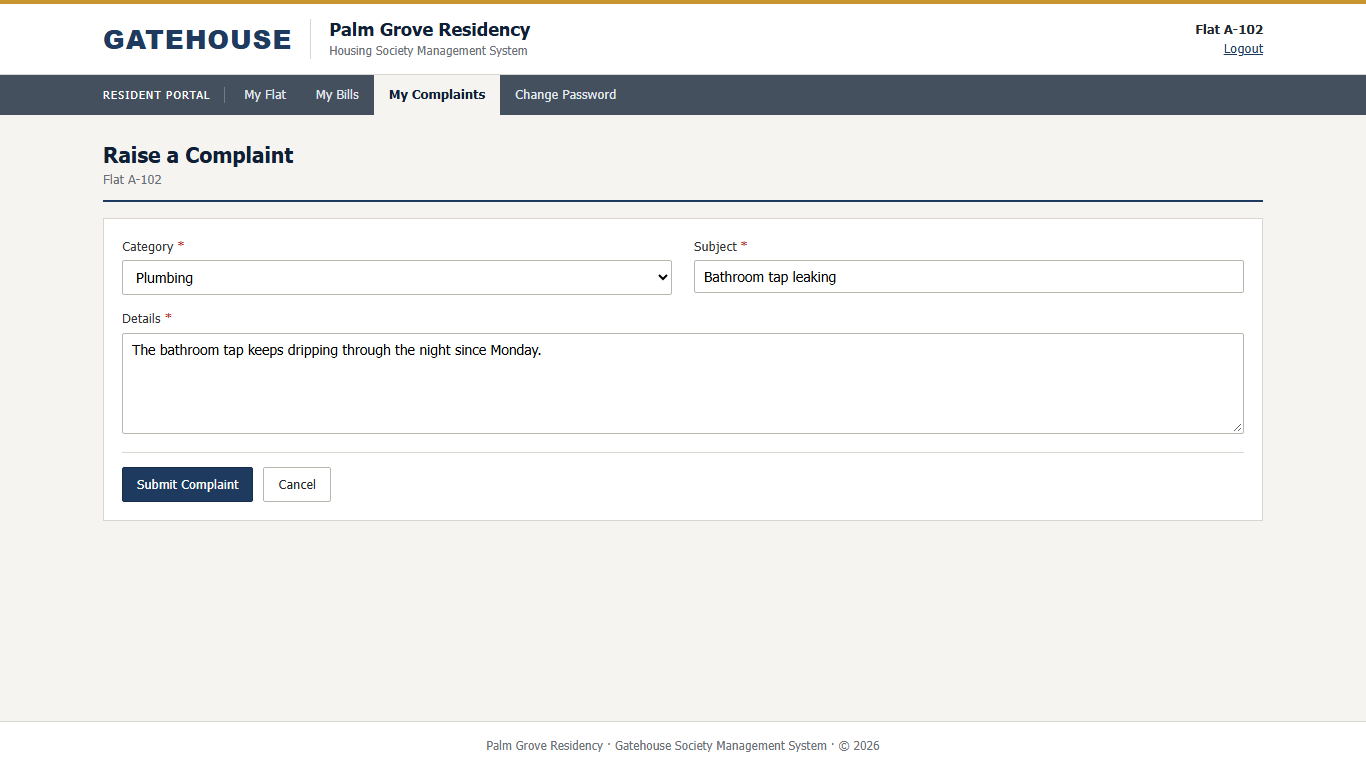 GATEHOUSE
Palm Grove Residency
Housing Society Management System
Flat A-102
Logout
RESIDENT PORTAL My Flat My Bills My Complaints Change Password
Raise a Complaint
Flat A-102
Category * Subject *
Plumbing Bathroom tap leaking
Details *
The bathroom tap keeps dripping through the night since Monday.
Submit Complaint Cancel
Palm Grove Residency · Gatehouse Society Management System · © 2026